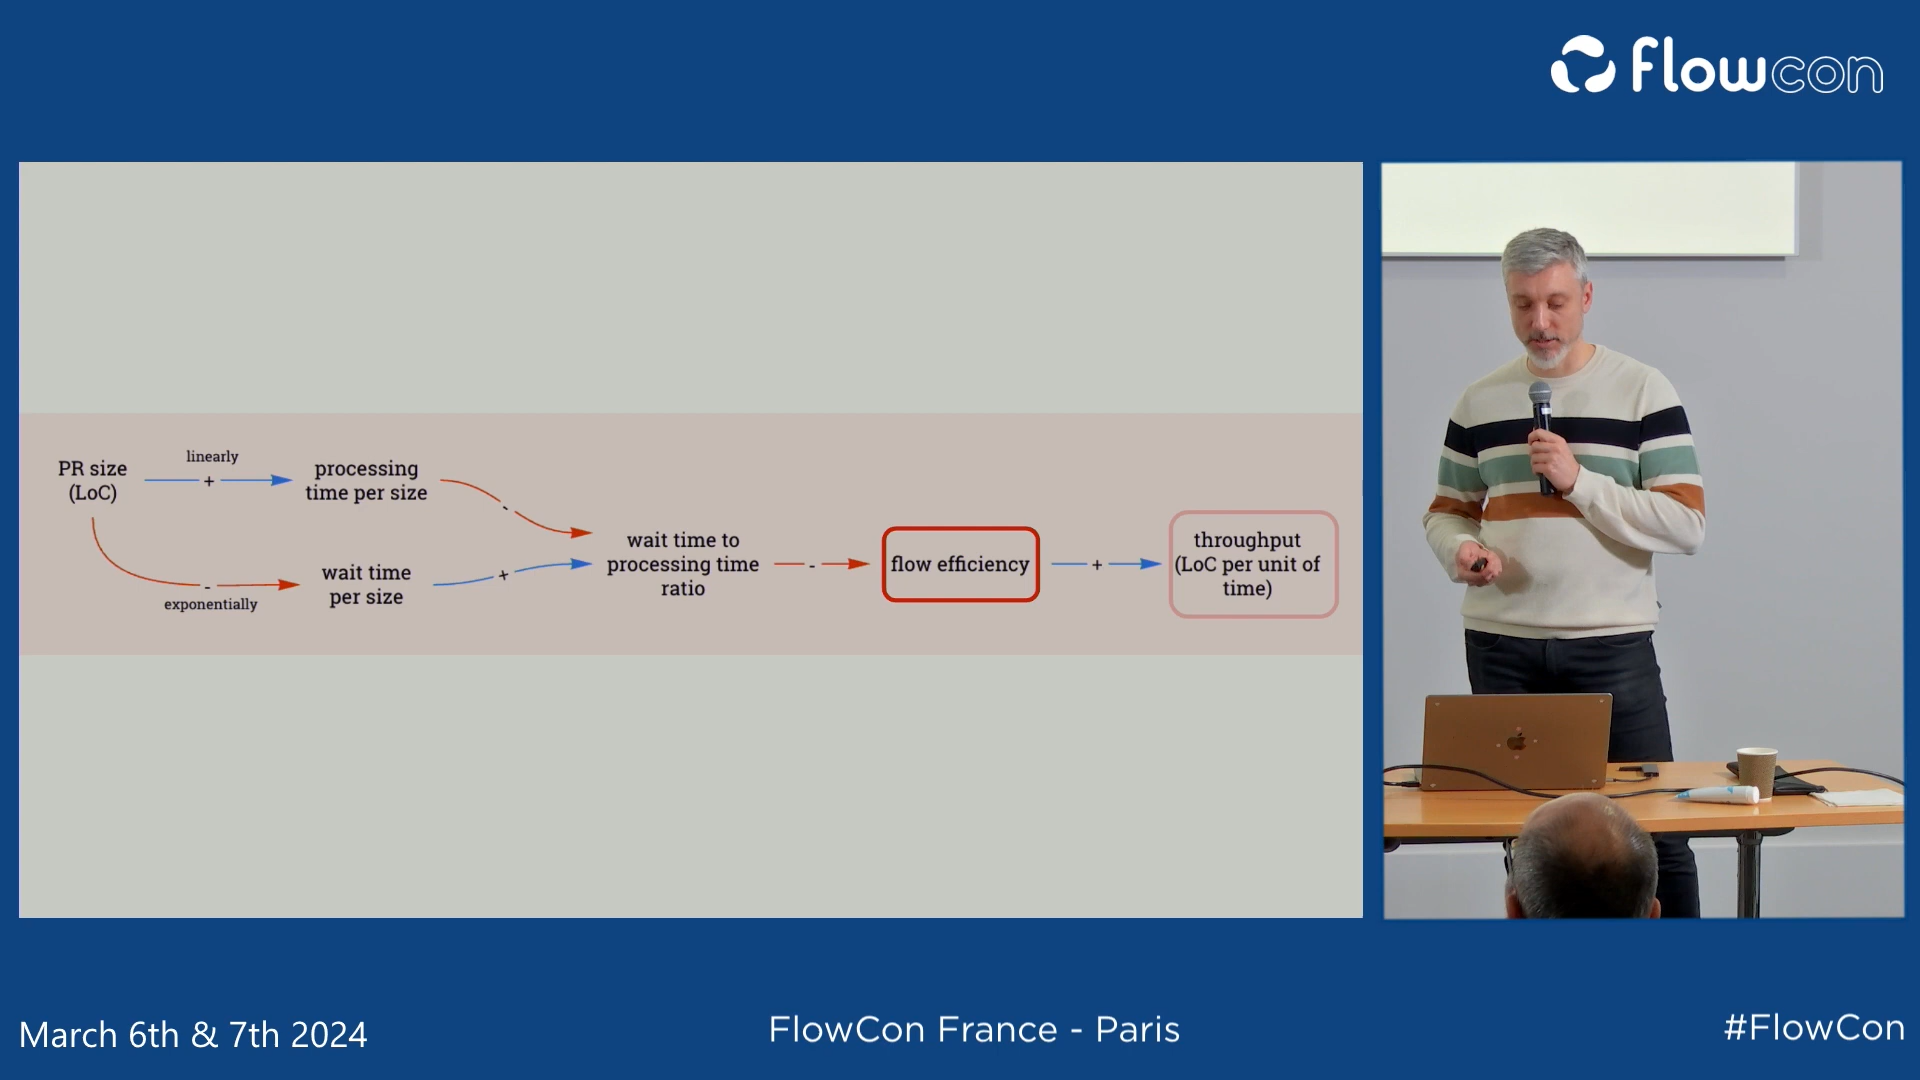 flowcon
linearly
PR size
(LoC)
+
processing
time per size
-
wait time to
processing time
ratio
-
exponentially
wait time
per size
+
-
flow efficiency
+
throughput
(LoC per unit of
time)
March 6th & 7th 2024
FlowCon France - Paris
#FlowCon